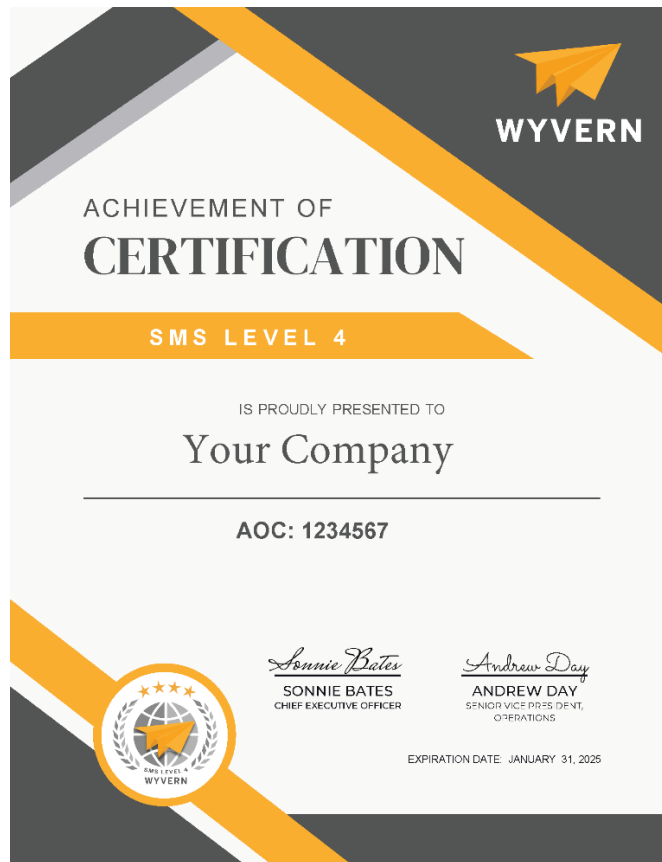 WYVERN
ACHIEVEMENT OF
CERTIFICATION
SMS LEVEL 4
IS PROUDLY PRESENTED TO
Your Company
AOC: 1234567
Sonnie Bates
Andrew Day
SONNIE BATES
ANDREW DAY
CHIEF EXECUTIVE OFFICER
SENIOR VICE PRESIDENT,
OPERATIONS
SMS LEVEL 4
WYVERN
EXPIRATION DATE: JANUARY 31, 2025